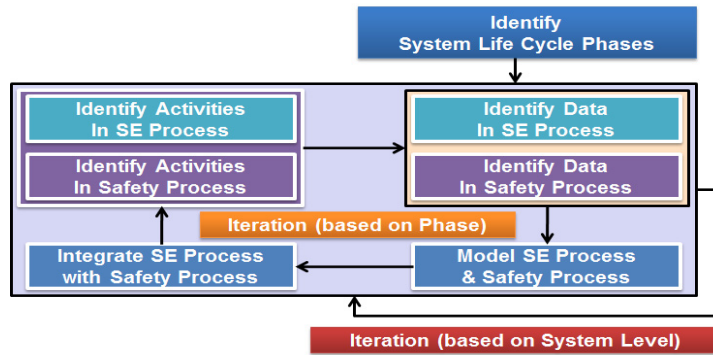 Identify
System Life Cycle Phases
Identify Activities
In SE Process
Identify Data
In SE Process
Identify Activities
In Safety Process
Identify Data
In Safety Process
Iteration (based on Phase)
Integrate SE Process
with Safety Process
Model SE Process
& Safety Process
Iteration (based on System Level)